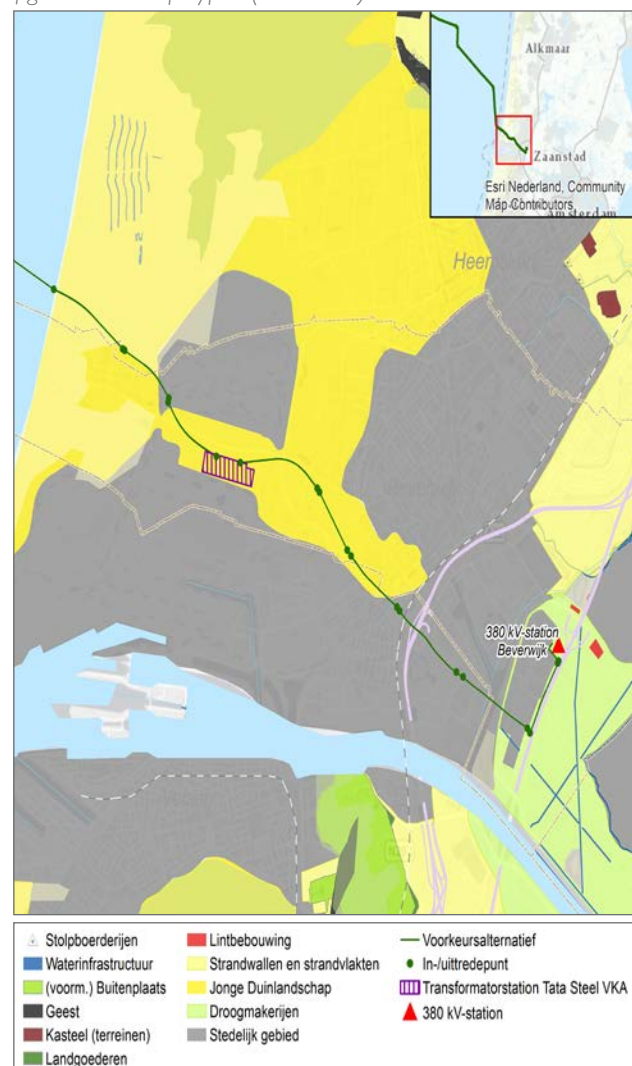 Alkmaar
Zaanstad
Esri Nederland, Community
Map Contributors
Amsterdam
380 kV-station
Beverwijk
Stolpboerderijen
Waterinfrastructuur
(voorm.) Buitenplaats
Geest
Kasteel (terreinen)
Landgoederen
Lintbebouwing
Strandwallen en strandvlakten
Jonge Duinlandschap
Droogmakerijen
Stedelijk gebied
Voorkeursalternatief
In-/uittredepunt
Transformatorstation Tata Steel VKA
380 kV-station